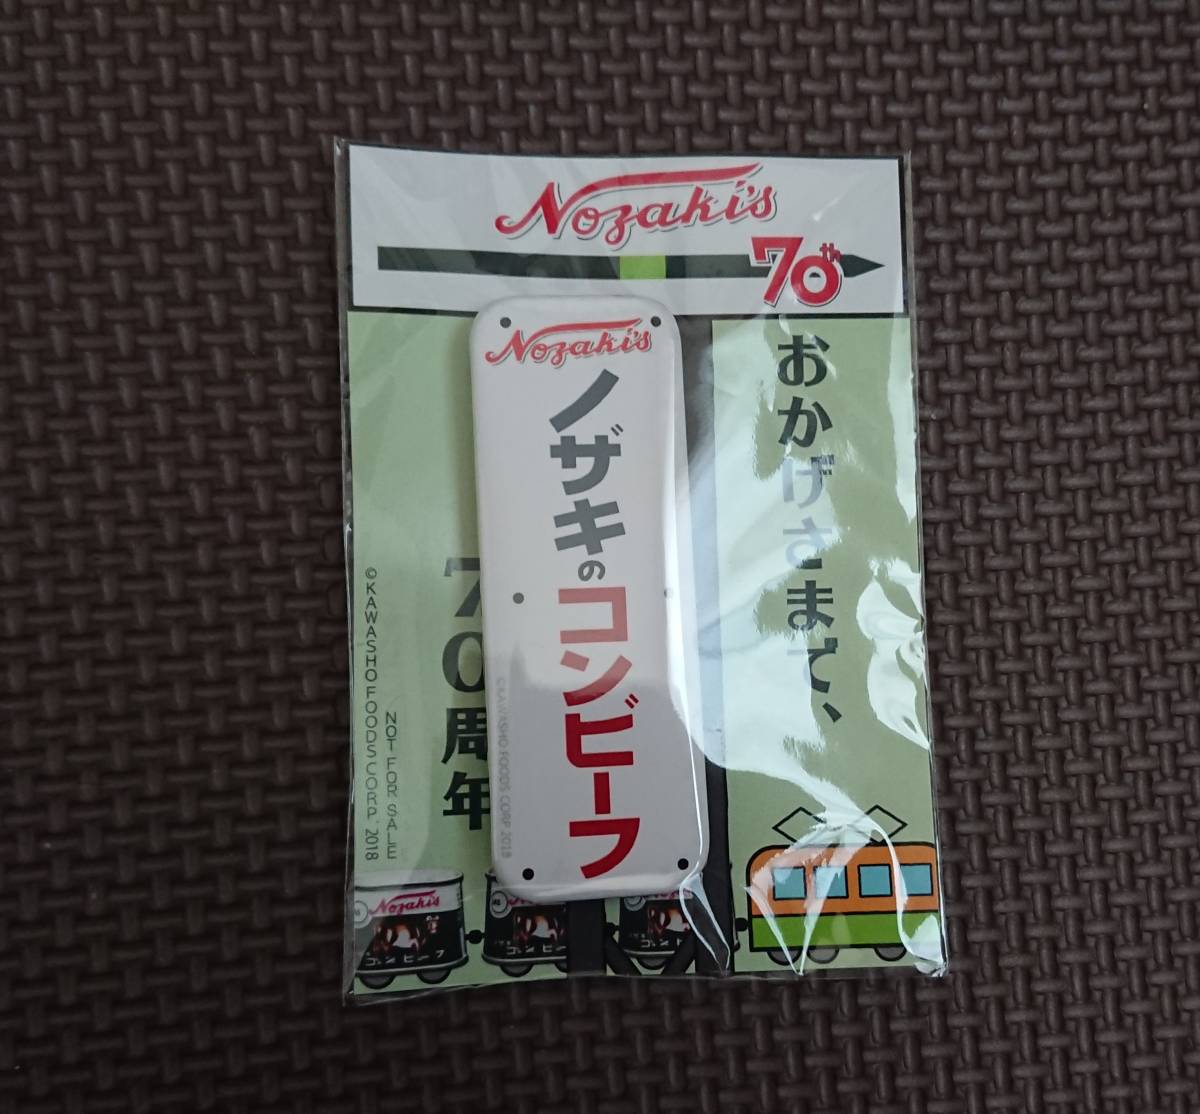 Nozaki's
70th
おかげさまで、
70周年
Nozaki's
ノザキのコンビーフ
©KAWASHO FOODS CORP. 2018
©KAWASHO FOODS CORP. 2018
NOT FOR SALE
Nozaki's
コンビーフ